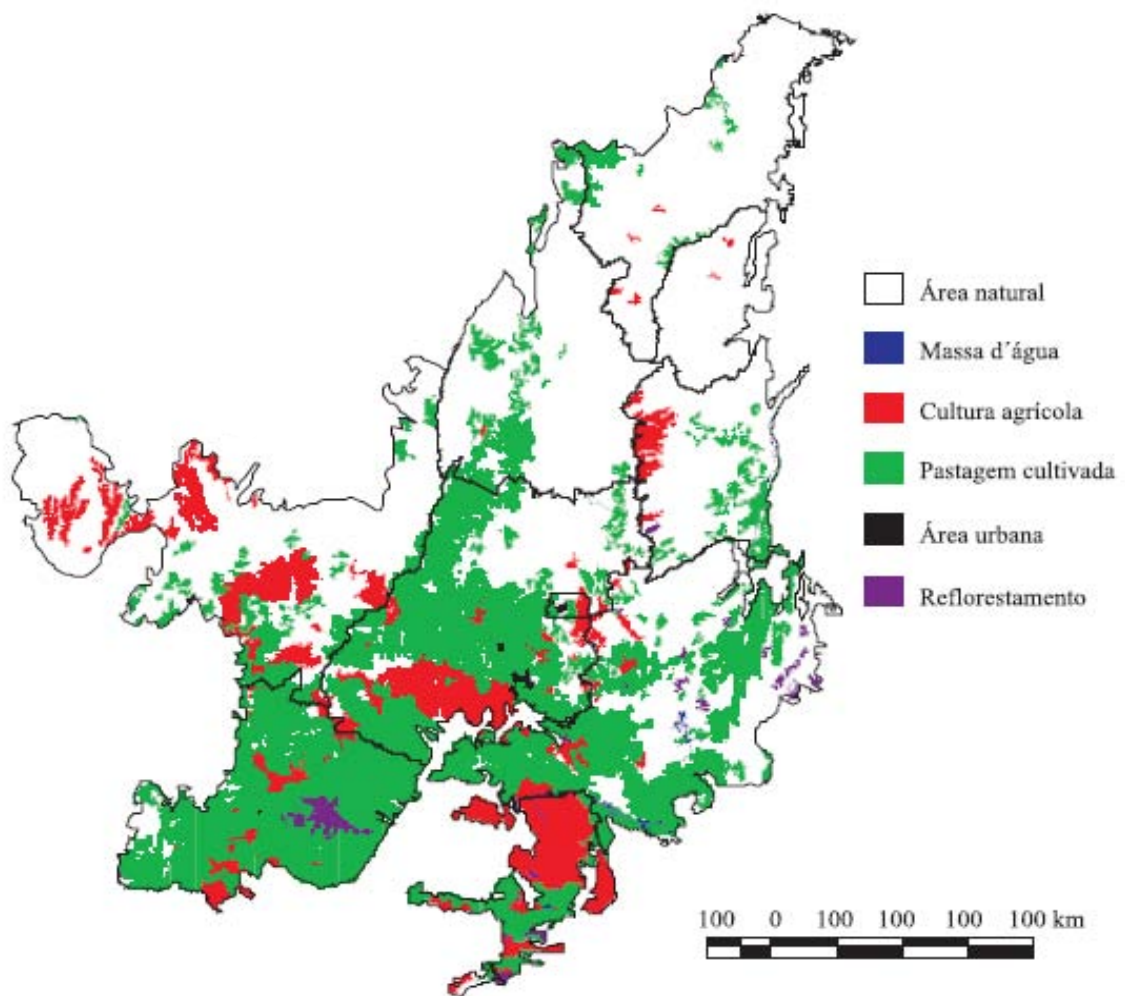 Área natural
Massa d´água
Cultura agrícola
Pastagem cultivada
Área urbana
Reflorestamento
100 0 100 100 100 100 km